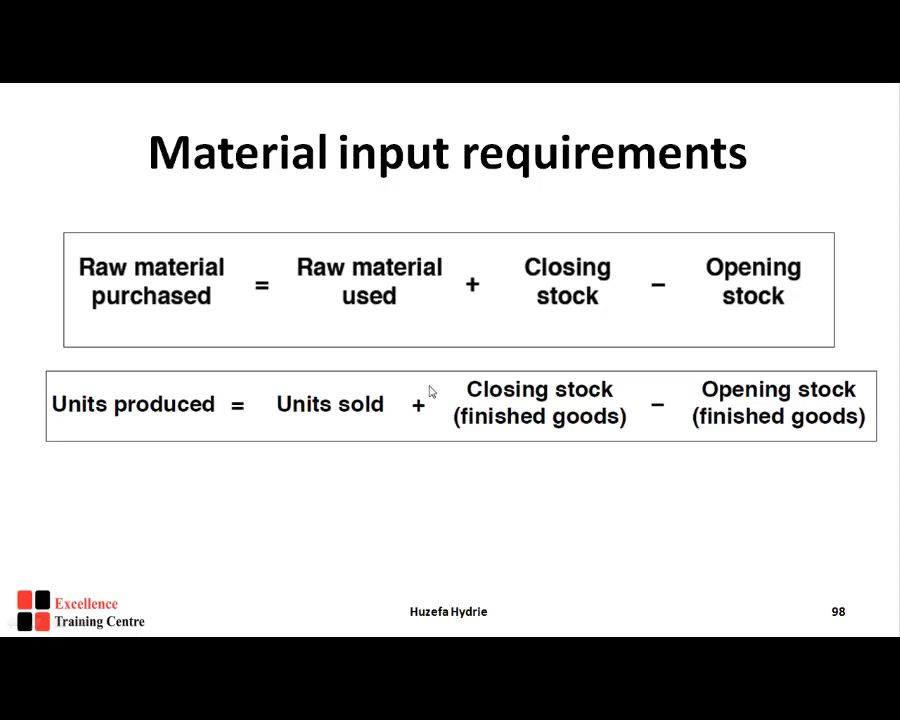 Material input requirements
Raw material purchased = Raw material used + Closing stock – Opening stock
Units produced = Units sold + Closing stock (finished goods) – Opening stock (finished goods)
Excellence
Training Centre
Huzefa Hydrie
98